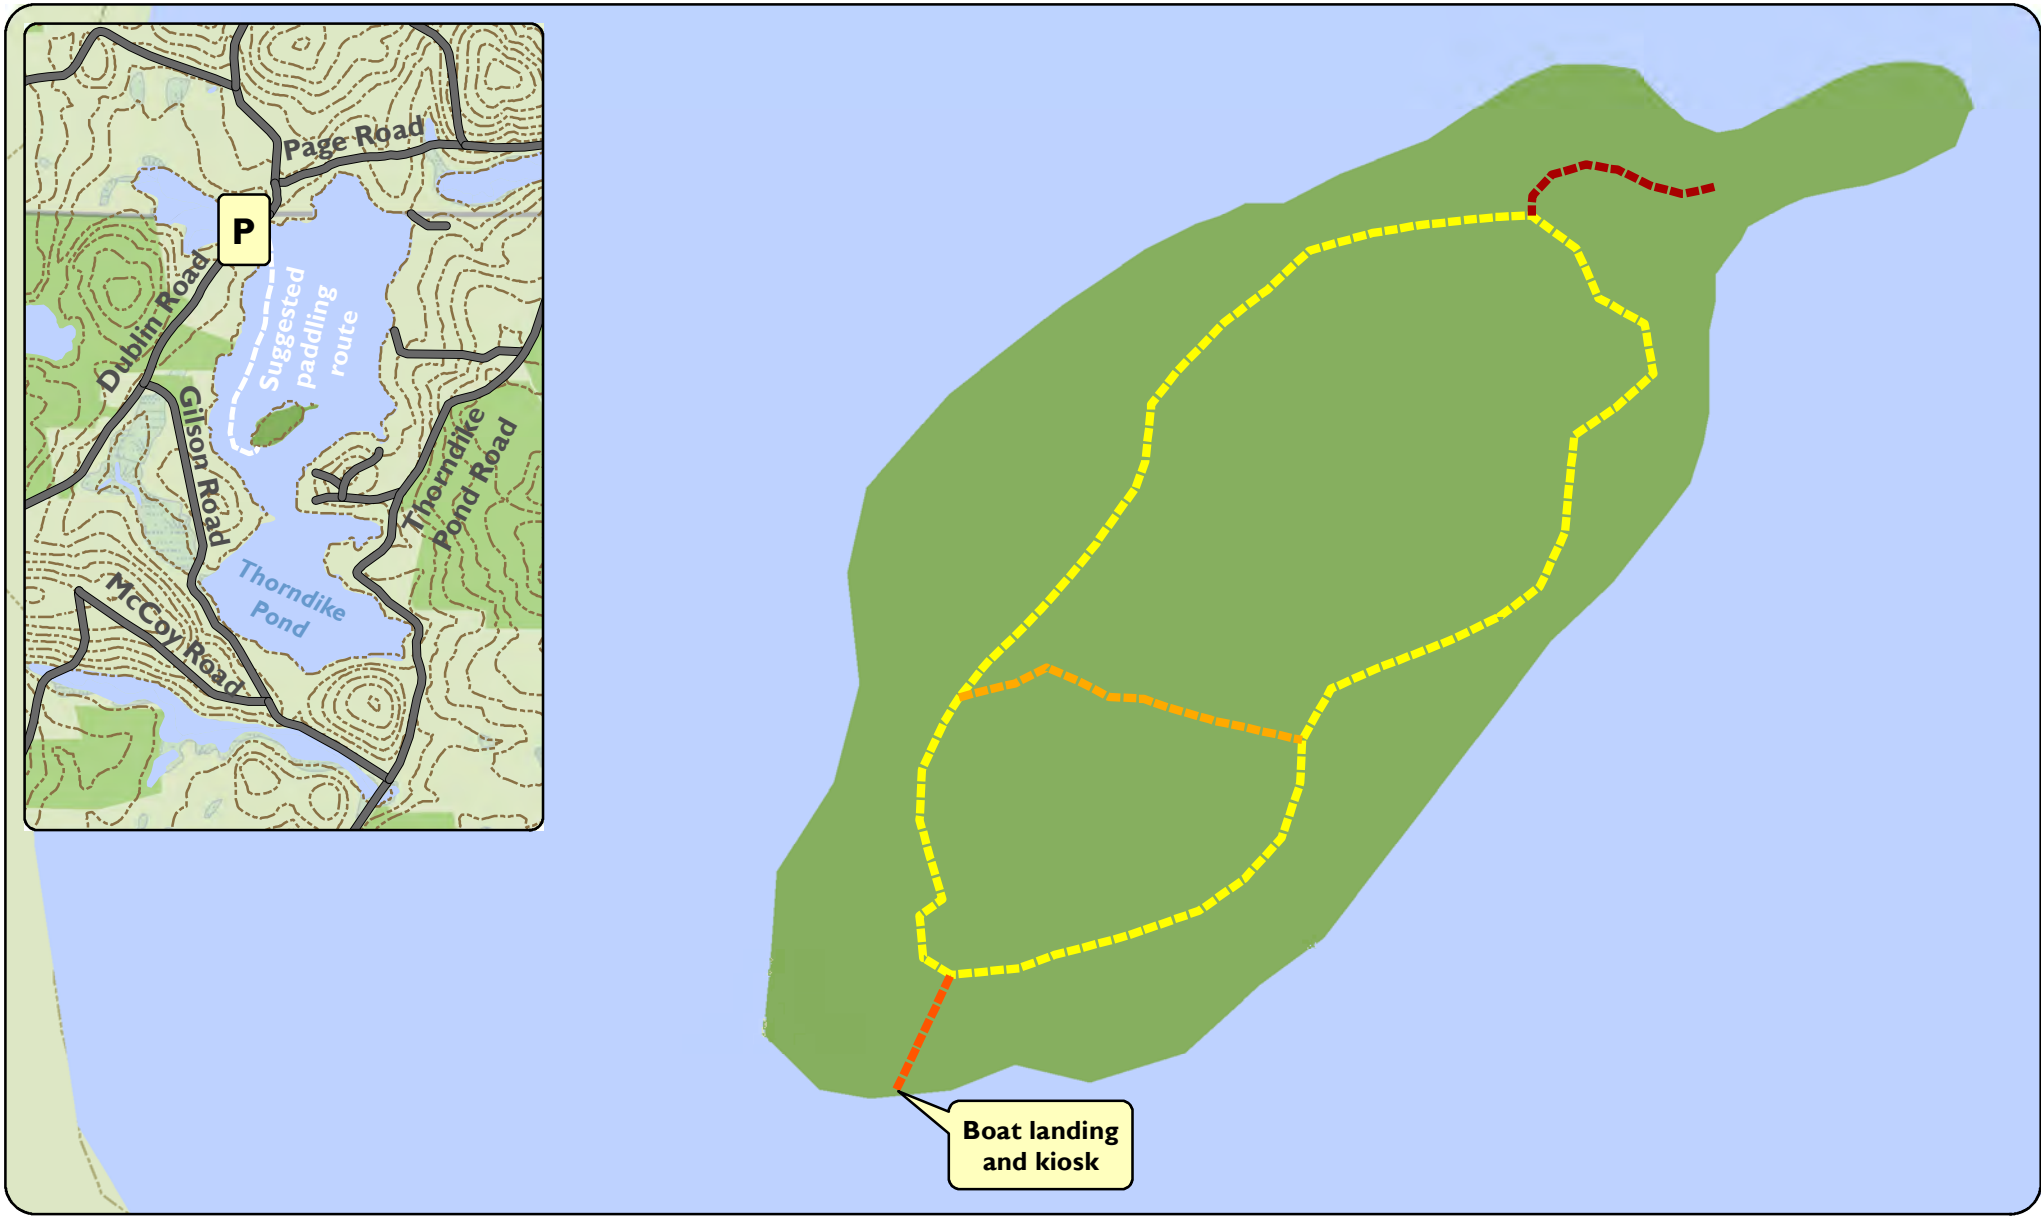 Page Road
P
Dublin Road
Suggested
paddling
route
Gilson Road
Thorndike
Pond Road
Thorndike
Pond
McCoy Road
Boat landing
and kiosk